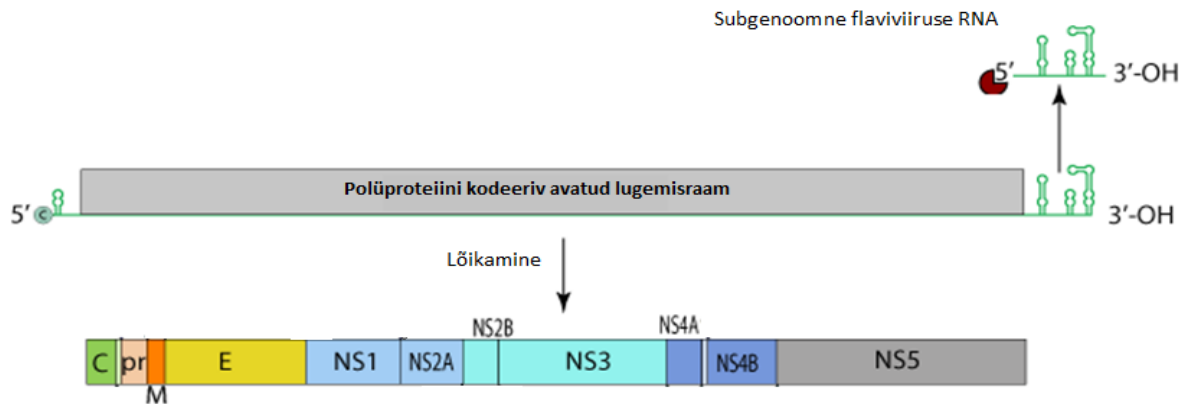 Subgenoomne flaviviiruse RNA
5′ 3′-OH
Polüproteiini kodeeriv avatud lugemisraam
5′ C 3′-OH
Lõikamine
NS2B NS4A
C pr E NS1 NS2A NS3 NS4B NS5
M